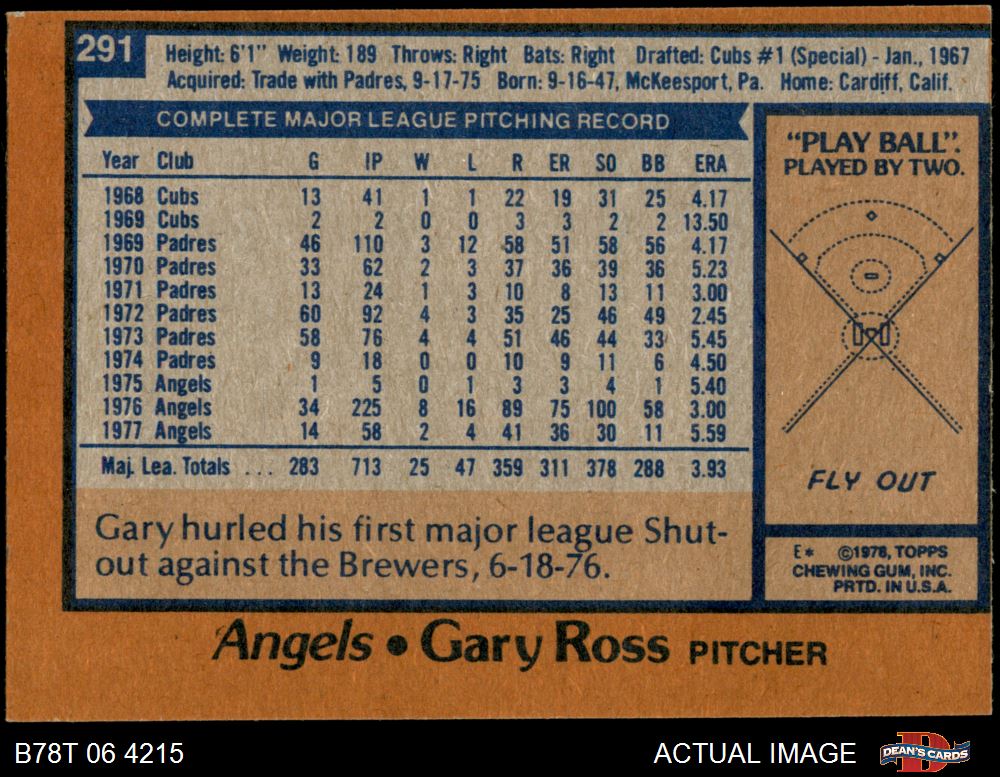 291
Height: 6'1" Weight: 189 Throws: Right Bats: Right Drafted: Cubs #1 (Special) - Jan., 1967
Acquired: Trade with Padres, 9-17-75 Born: 9-16-47, McKeesport, Pa. Home: Cardiff, Calif.
COMPLETE MAJOR LEAGUE PITCHING RECORD
Year Club G IP W L R ER SO BB ERA
1968 Cubs 13 41 1 1 22 19 31 25 4.17
1969 Cubs 2 2 0 0 3 3 2 2 13.50
1969 Padres 46 110 3 12 58 51 58 56 4.17
1970 Padres 33 62 2 3 37 36 39 36 5.23
1971 Padres 13 24 1 3 10 8 13 11 3.00
1972 Padres 60 92 4 3 35 25 46 49 2.45
1973 Padres 58 76 4 4 51 46 44 33 5.45
1974 Padres 9 18 0 0 10 9 11 6 4.50
1975 Angels 1 5 0 1 3 3 4 1 5.40
1976 Angels 34 225 8 16 89 75 100 58 3.00
1977 Angels 14 58 2 4 41 36 30 11 5.59
Maj. Lea. Totals ... 283 713 25 47 359 311 378 288 3.93
Gary hurled his first major league Shut-
out against the Brewers, 6-18-76.
"PLAY BALL".
PLAYED BY TWO.
FLY OUT
E* ©1978, TOPPS
CHEWING GUM, INC.
PRTD. IN U.S.A.
Angels • Gary Ross PITCHER
B78T 06 4215
ACTUAL IMAGE
DEAN'S CARDS